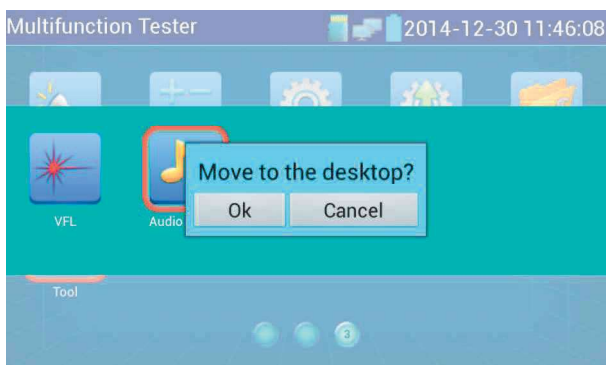 Multifunction Tester 2014-12-30 11:46:08
Move to the desktop?
Ok Cancel
VFL Audio
Tool
3